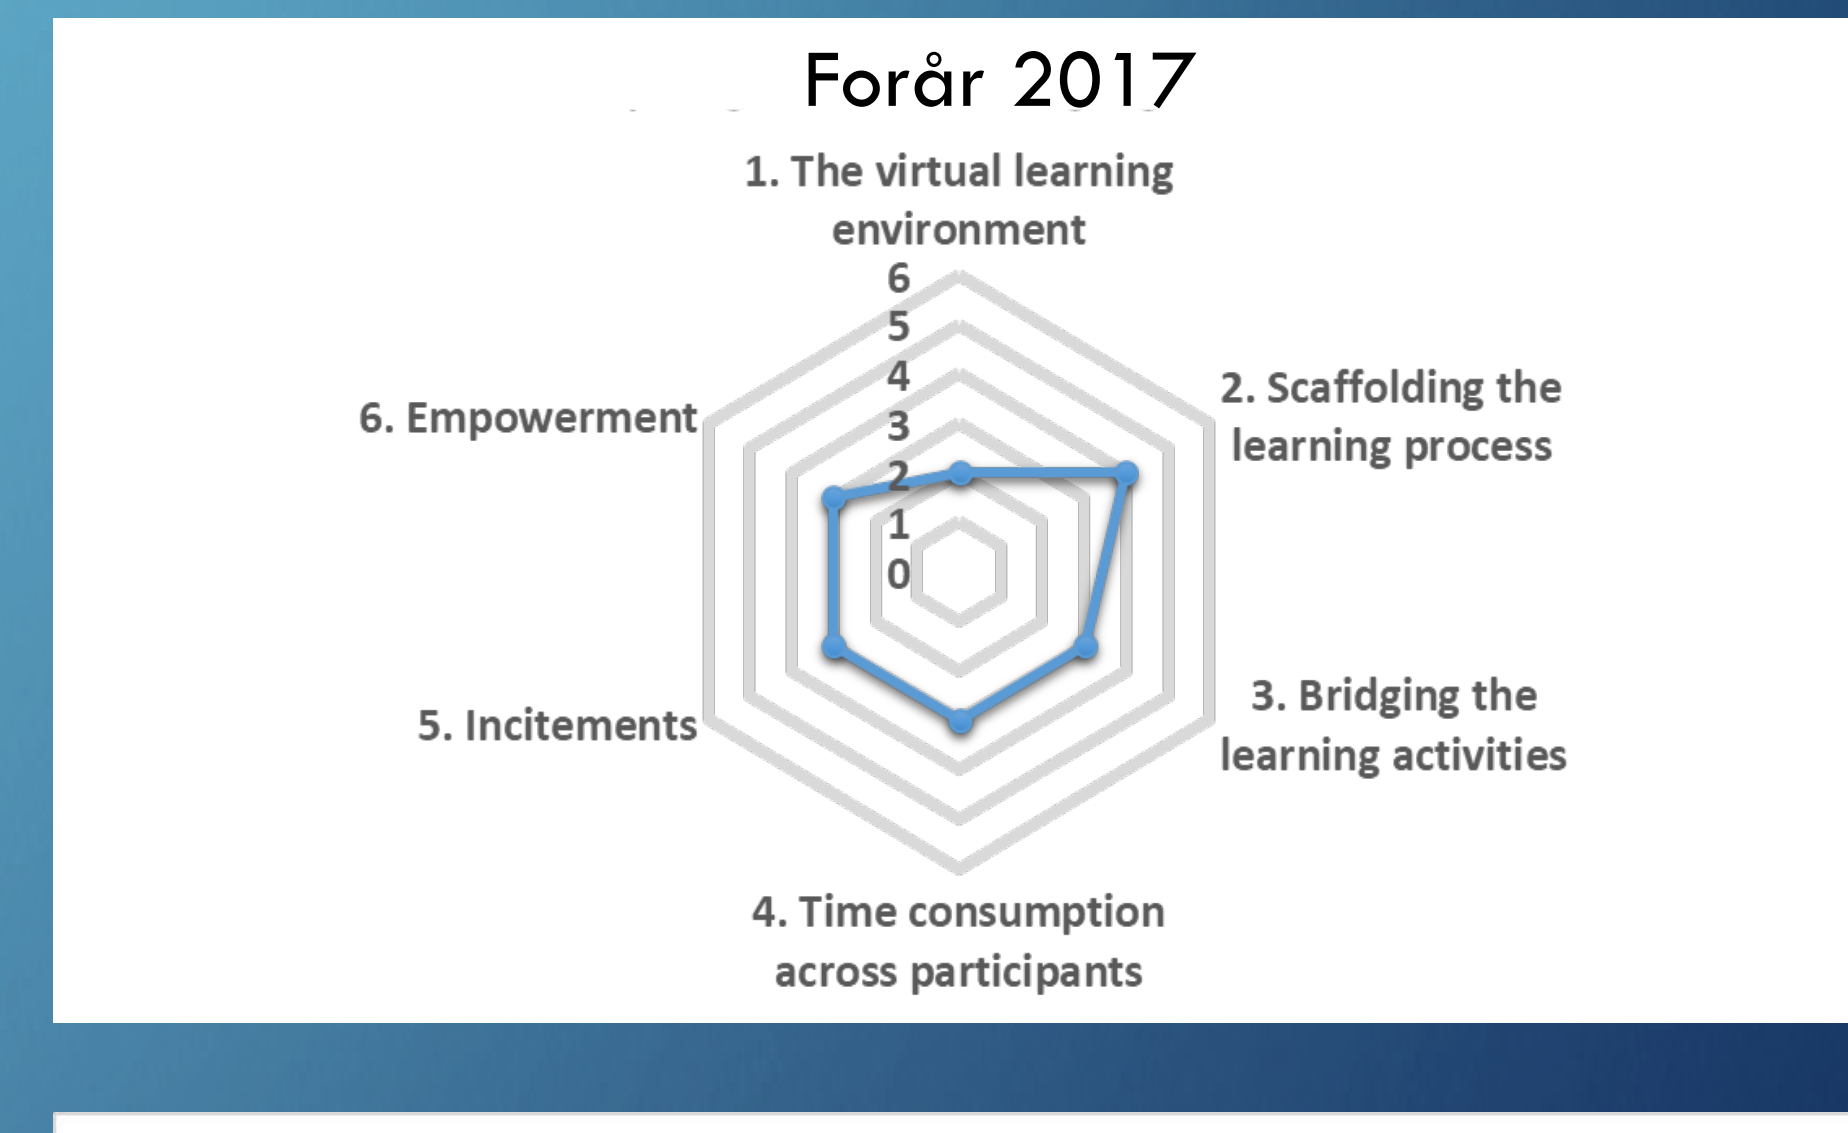 Forår 2017
1. The virtual learning
environment
6
5
4
3
2
1
0
2. Scaffolding the
learning process
3. Bridging the
learning activities
4. Time consumption
across participants
5. Incitements
6. Empowerment